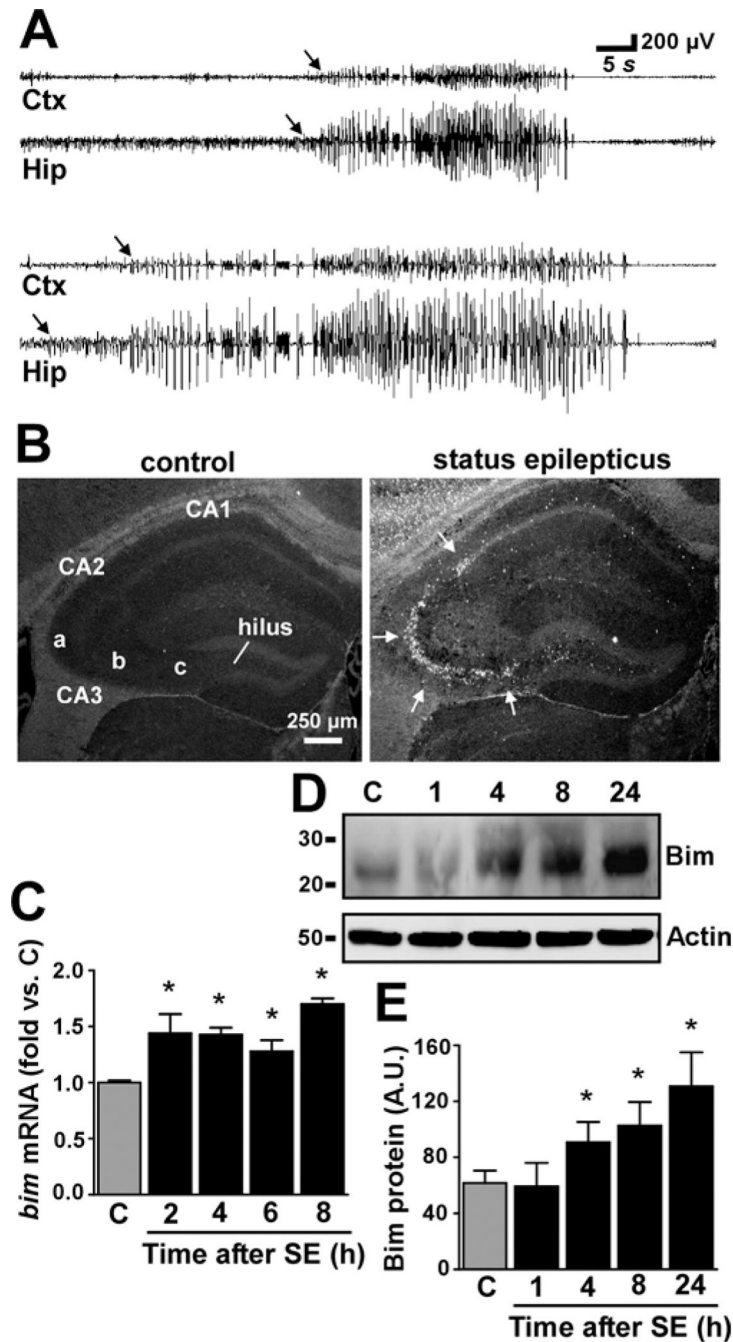 A
200 µV
5 s
Ctx
Hip
Ctx
Hip
B
control
status epilepticus
CA1
CA2
a
b
c
hilus
CA3
250 µm
D
C 1 4 8 24
30
20
Bim
50
Actin
C
bim mRNA (fold vs. C)
2.0
1.5
1.0
0.5
0.0
* * * *
C 2 4 6 8
Time after SE (h)
E
Bim protein (A.U.)
160
120
80
40
0
* * *
C 1 4 8 24
Time after SE (h)